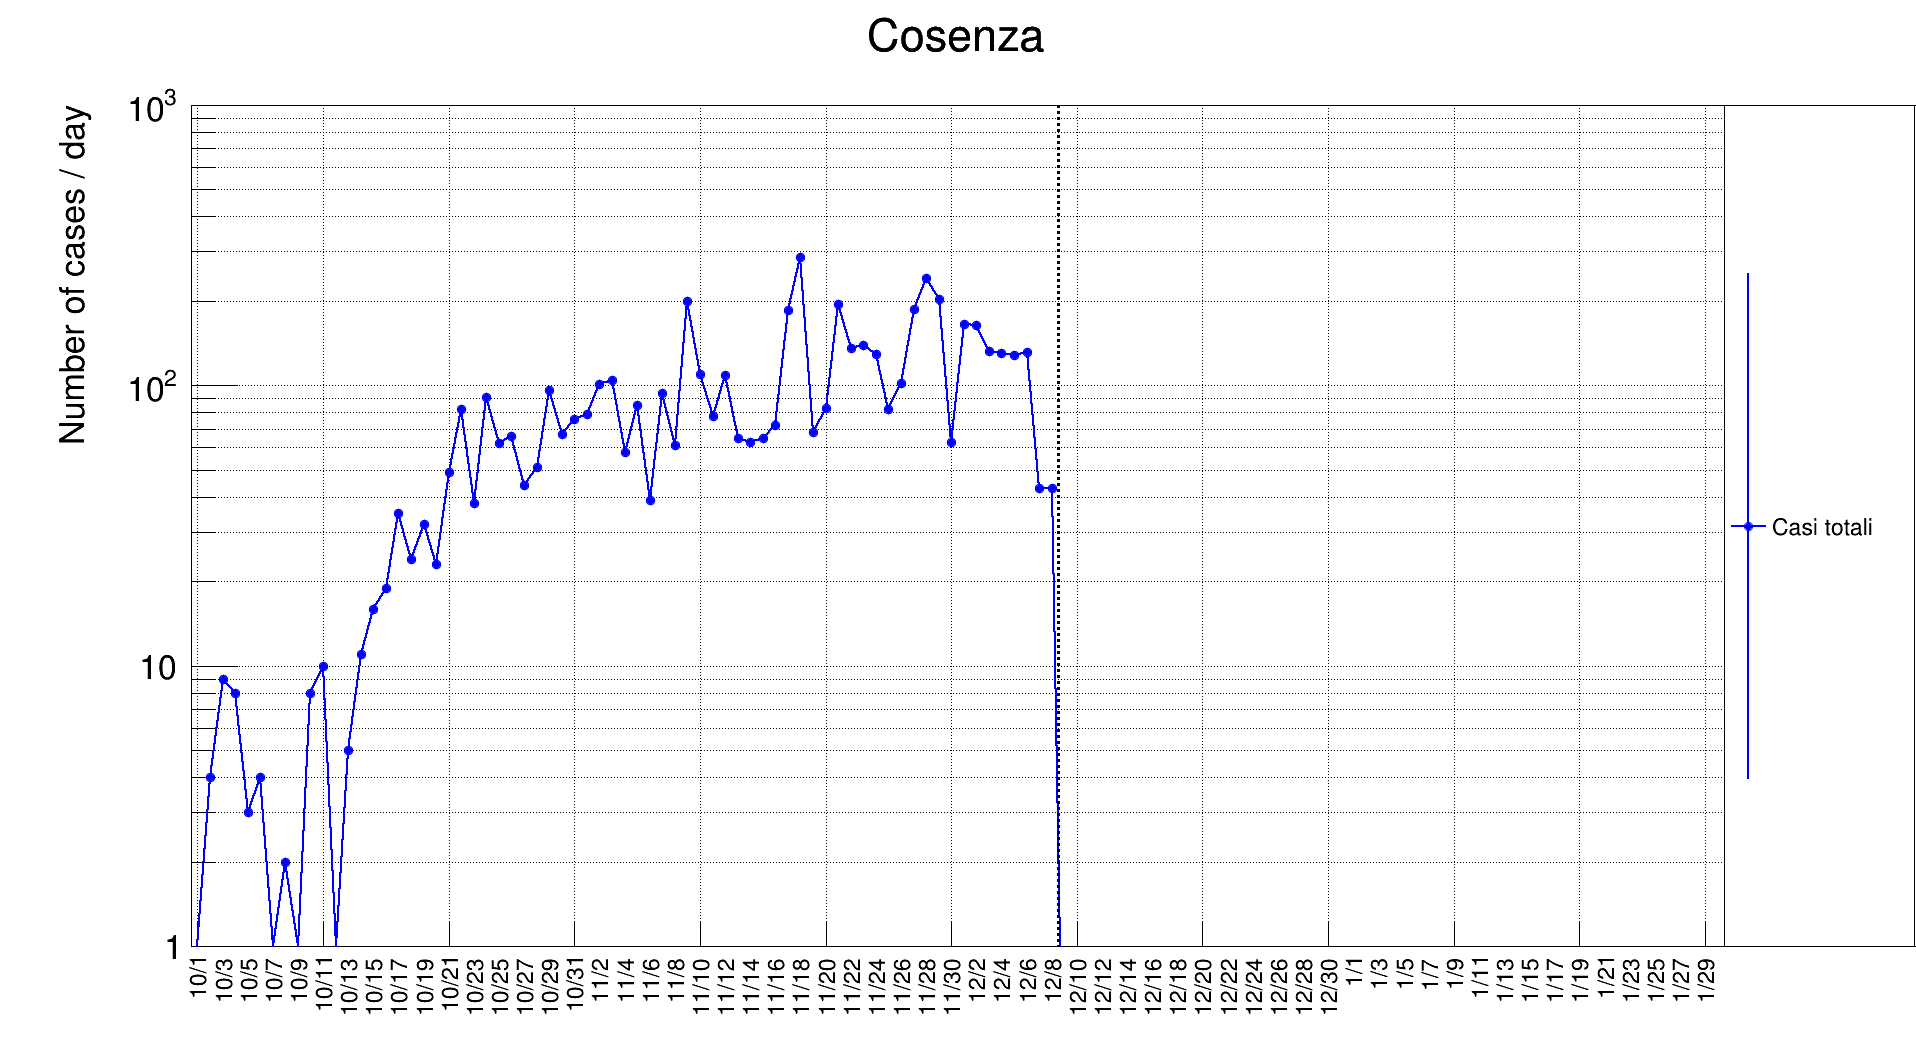 Cosenza
Number of cases / day
10³
10²
10
1
10/1 10/3 10/5 10/7 10/9 10/11 10/13 10/15 10/17 10/19 10/21 10/23 10/25 10/27 10/29 10/31 11/2 11/4 11/6 11/8 11/10 11/12 11/14 11/16 11/18 11/20 11/22 11/24 11/26 11/28 11/30 12/2 12/4 12/6 12/8 12/10 12/12 12/14 12/16 12/18 12/20 12/22 12/24 12/26 12/28 12/30 1/1 1/3 1/5 1/7 1/9 1/11 1/13 1/15 1/17 1/19 1/21 1/23 1/25 1/27 1/29
Casi totali